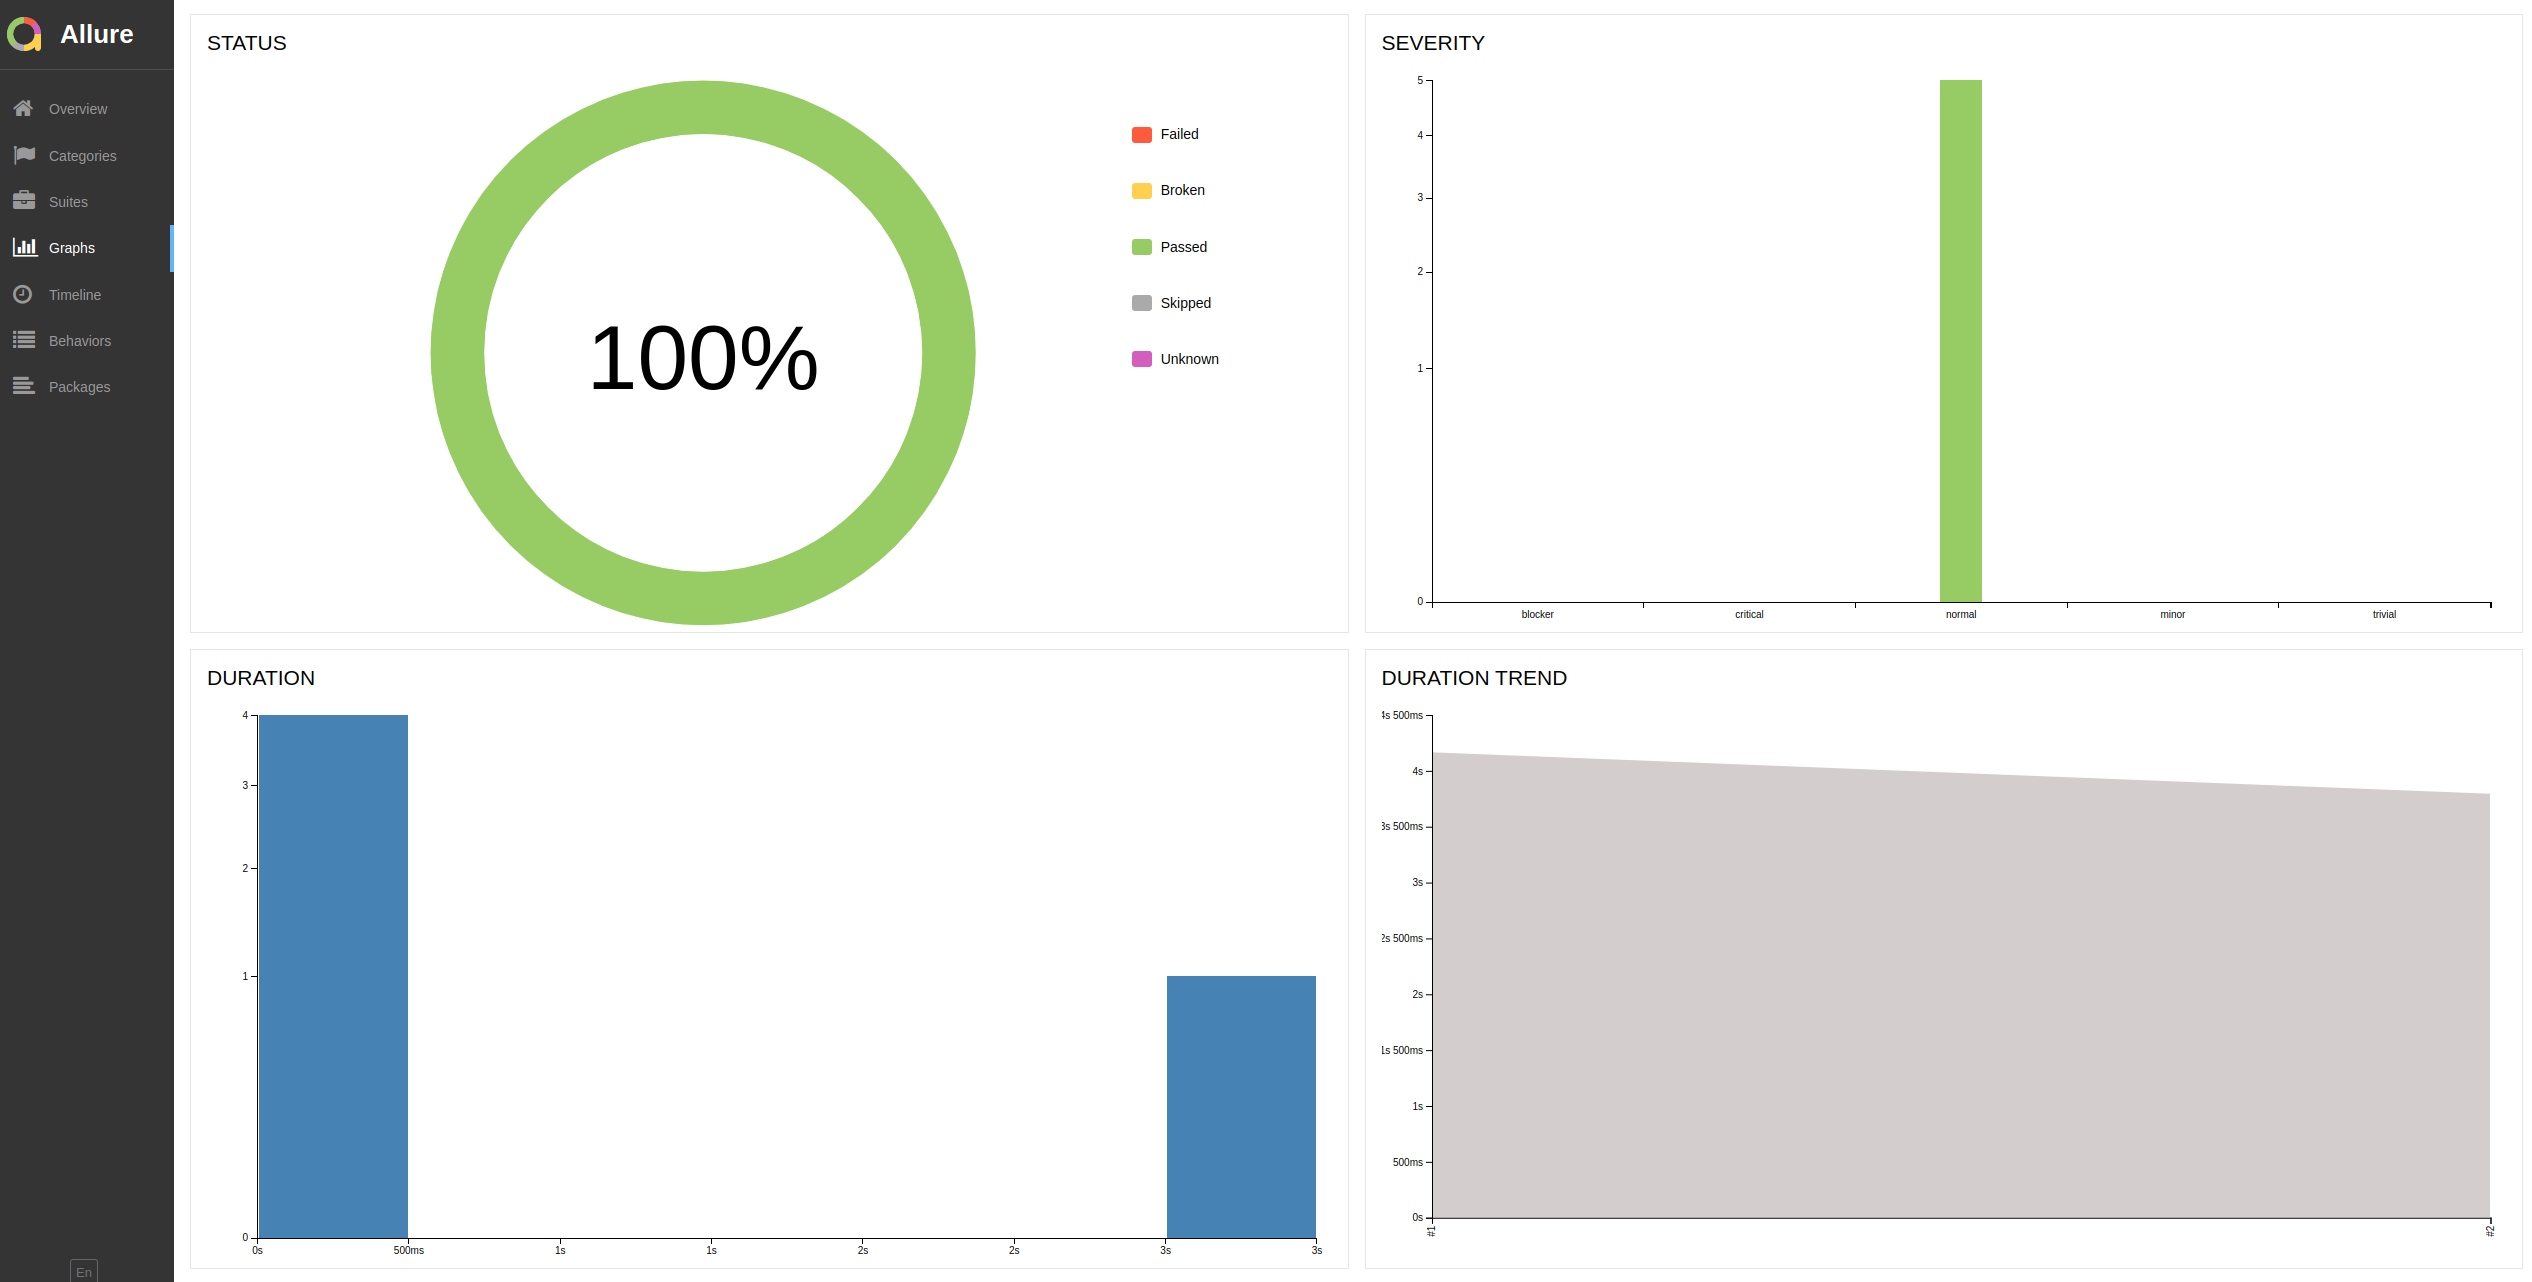 Allure
Overview
Categories
Suites
Graphs
Timeline
Behaviors
Packages
En
STATUS
100%
Failed
Broken
Passed
Skipped
Unknown
SEVERITY
5
4
3
2
1
0
blocker critical normal minor trivial
DURATION
4
3
2
1
0
0s 500ms 1s 1s 2s 2s 3s 3s
DURATION TREND
4s 500ms
4s
3s 500ms
3s
2s 500ms
2s
1s 500ms
1s
500ms
0s
#1 #2